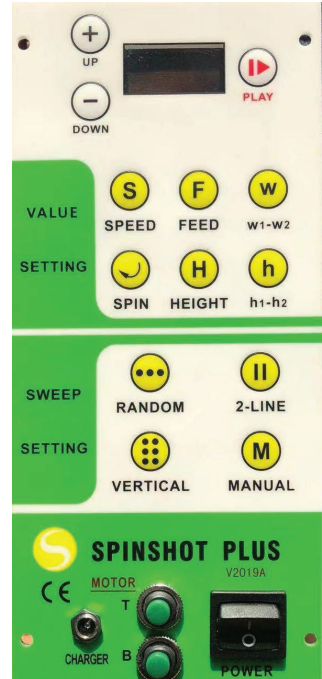 +
UP
PLAY
−
DOWN
VALUE
SETTING
S F w
SPEED FEED w1-w2
H h
SPIN HEIGHT h1-h2
SWEEP
SETTING
RANDOM 2-LINE
M
VERTICAL MANUAL
S SPINSHOT PLUS
V2019A
CE MOTOR
T
CHARGER B
I
O
POWER